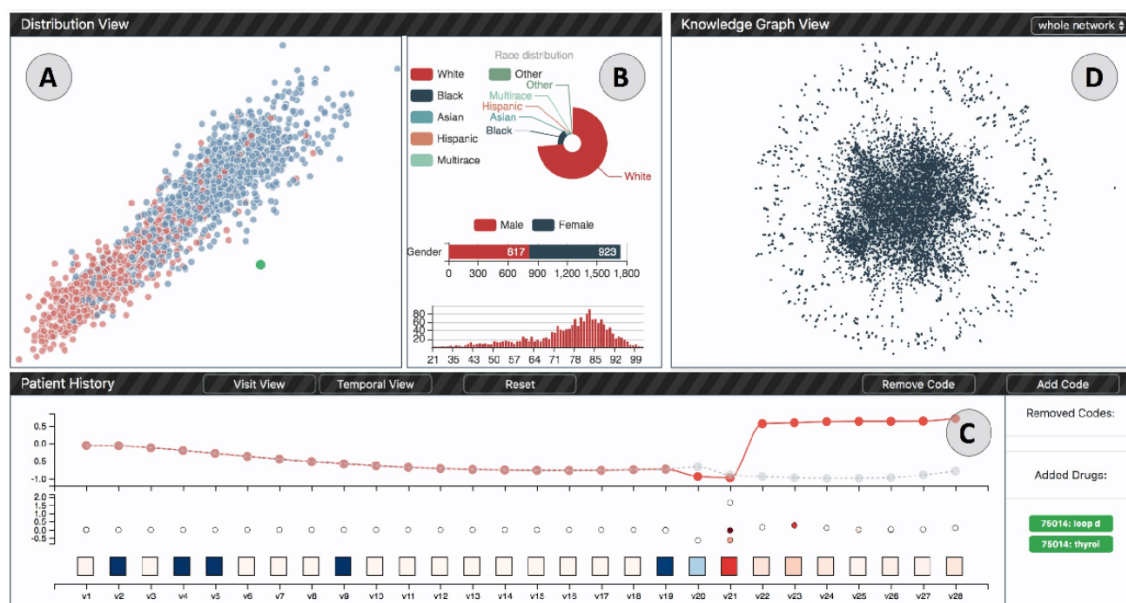 Distribution View
A
Race distribution
White
Black
Asian
Hispanic
Multirace
Other
Other
Multirace
Hispanic
Asian
Black
White
B
Male
Female
Gender
617
923
0 300 600 900 1,200 1,500 1,800
80
60
40
20
21 35 43 50 57 64 71 78 85 92 99
Knowledge Graph View
whole network
D
Patient History
Visit View
Temporal View
Reset
Remove Code
Add Code
0.5
0.0
0.5
-1.0
C
2.0
1.5
1.0
0.5
0.0
-0.5
v1 v2 v3 v4 v5 v6 v7 v8 v9 v10 v11 v12 v13 v14 v15 v16 v17 v18 v19 v20 v21 v22 v23 v24 v25 v26 v27 v28
Removed Codes:
Added Drugs:
75014: loop d
75014: thyroi